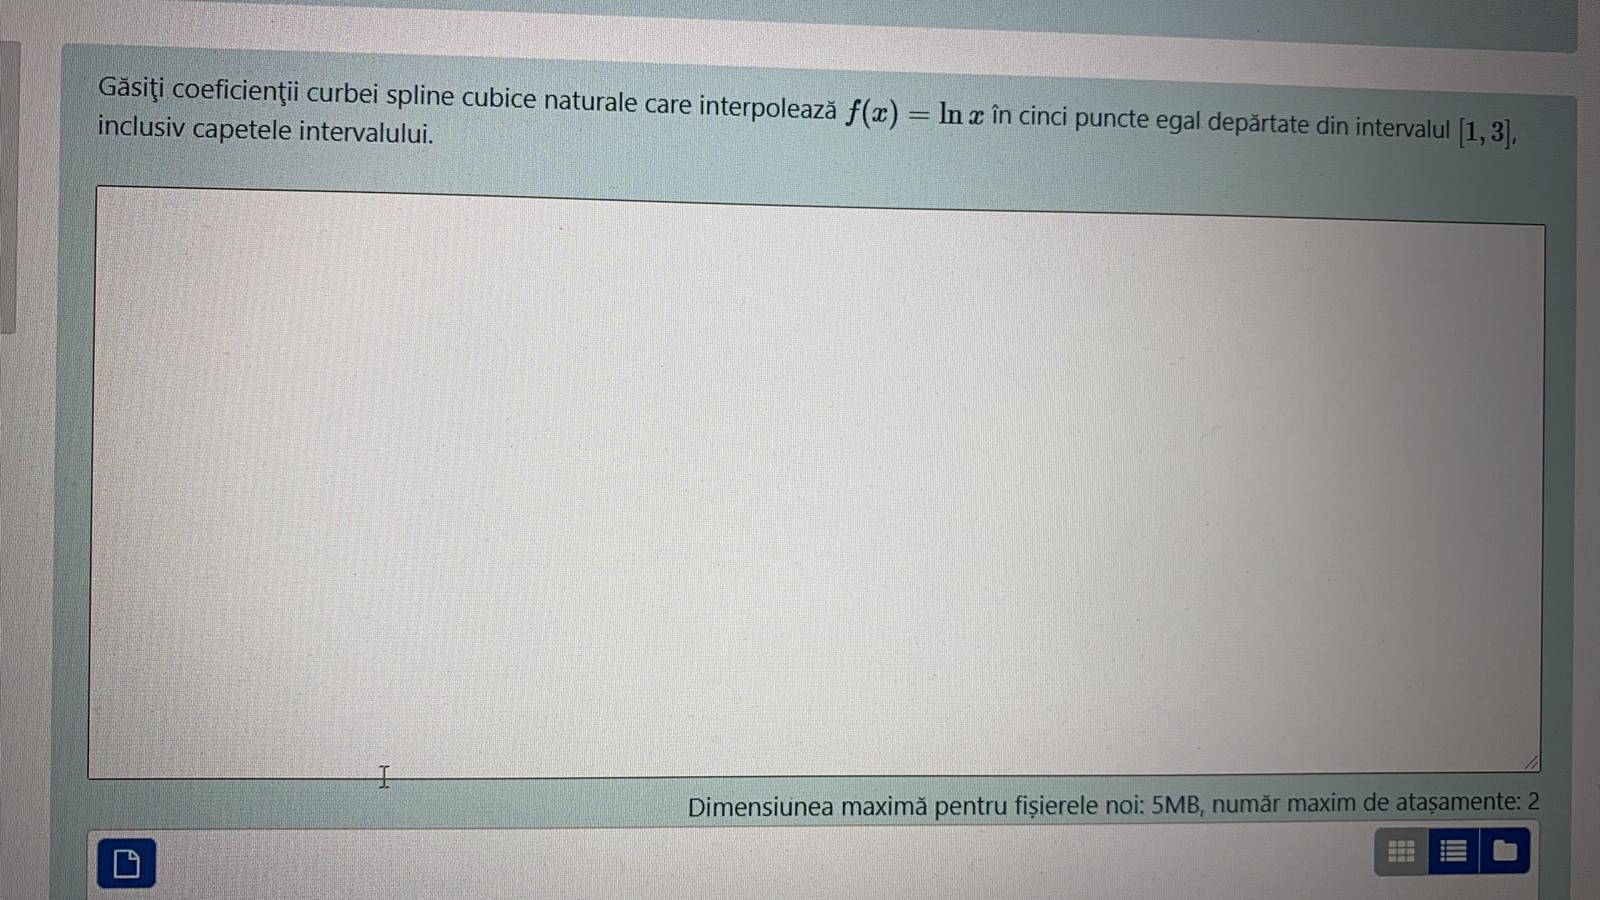 Găsiţi coeficienţii curbei spline cubice naturale care interpolează f(x) = ln x în cinci puncte egal depărtate din intervalul [1, 3],
inclusiv capetele intervalului.
Dimensiunea maximă pentru fișierele noi: 5MB, număr maxim de atașamente: 2